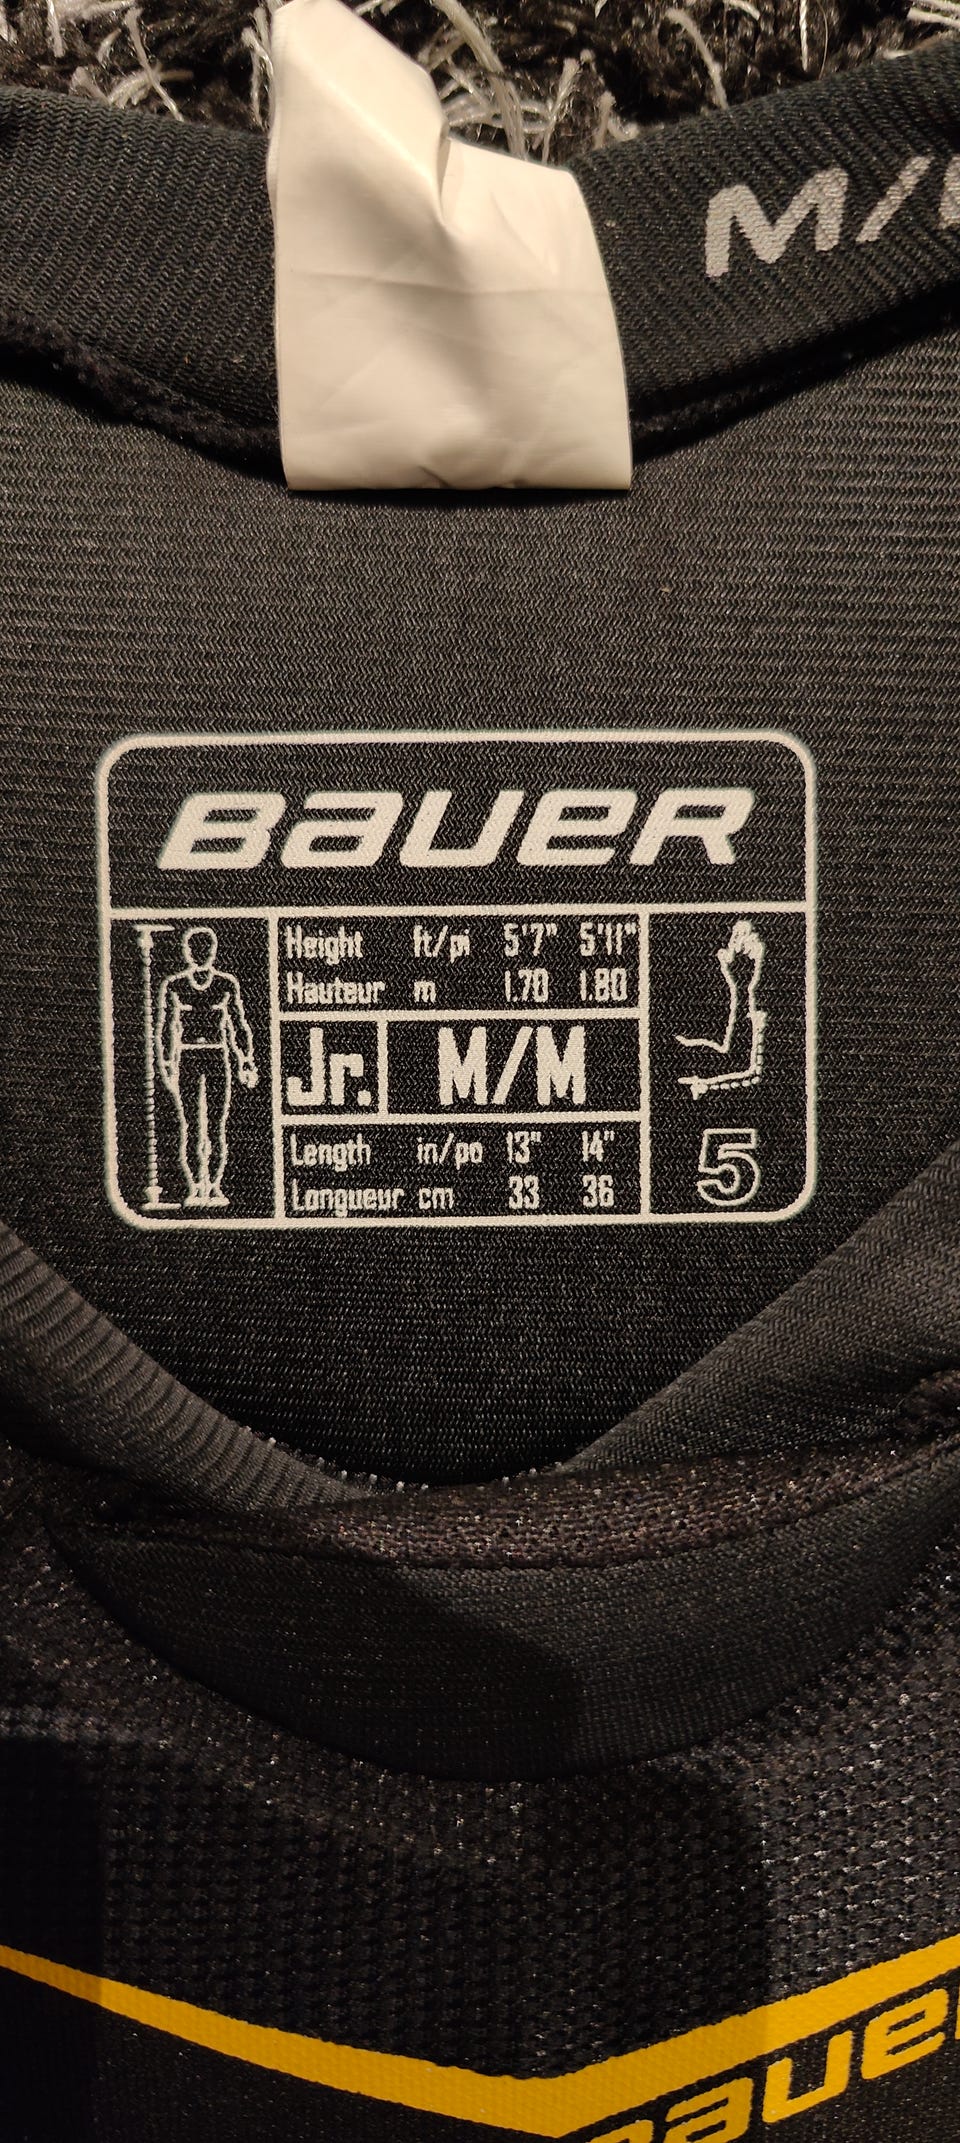 M/
BAUER
Height ft/pi 5'7" 5'11"
Hauteur m 1.70 1.80
Jr. M/M
Length in/po 13" 14"
Longueur cm 33 36
5
BAUER